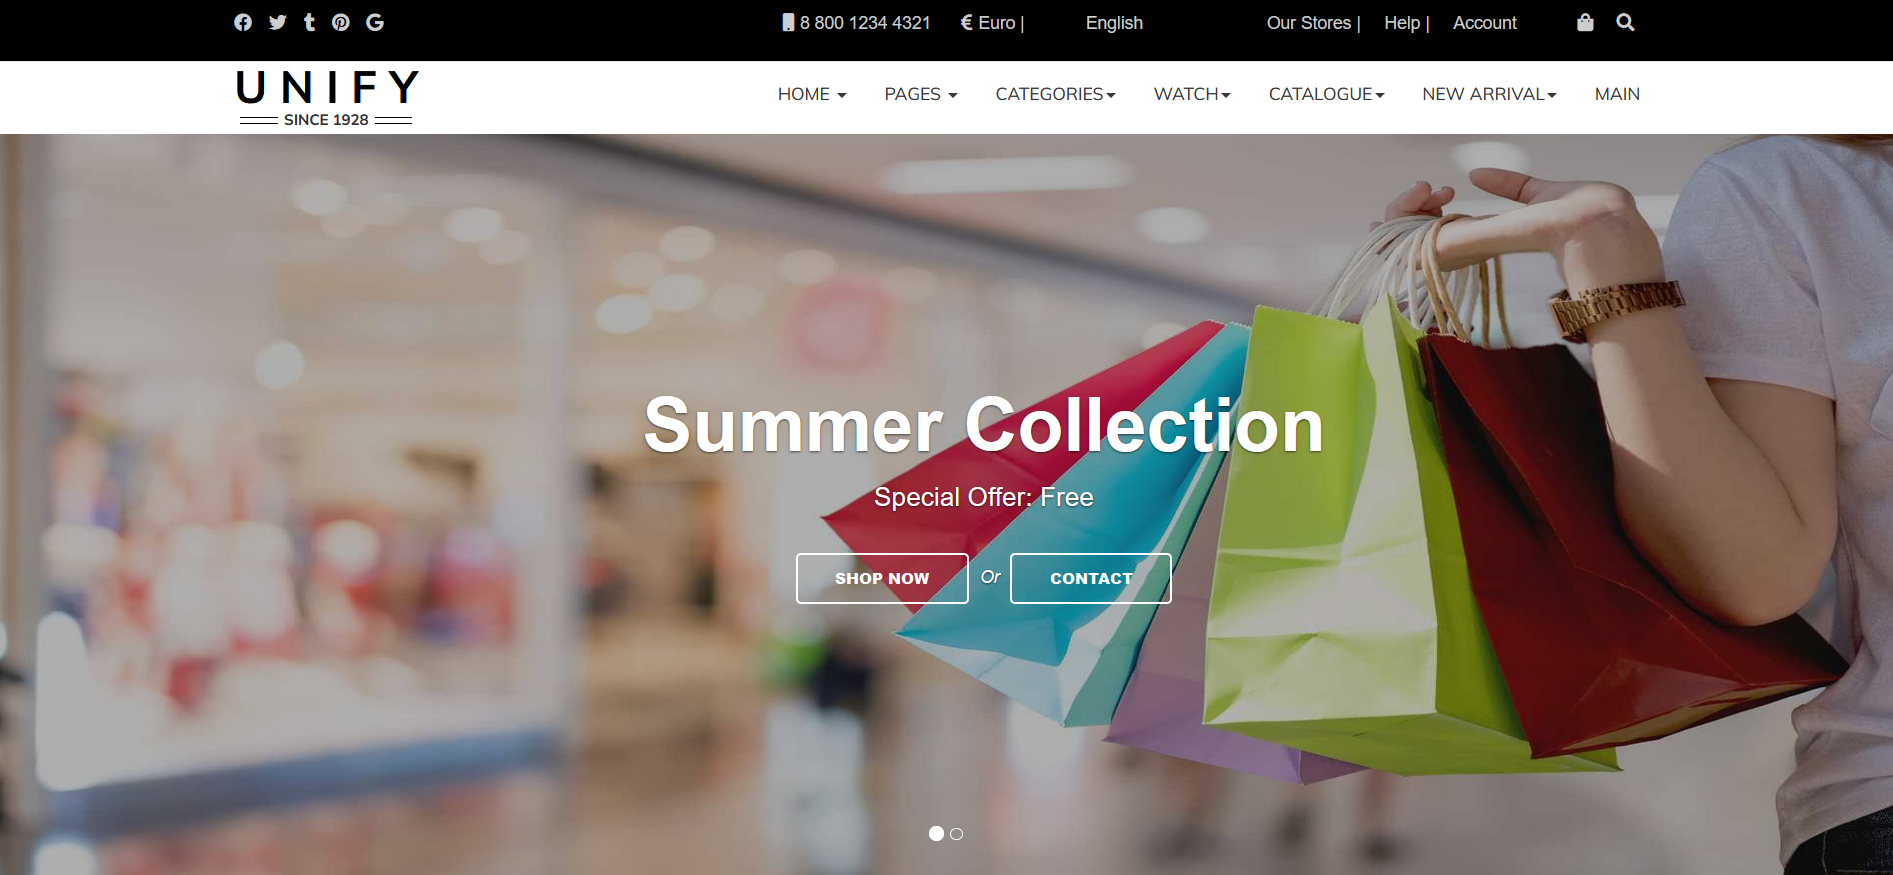 8 800 1234 4321 € Euro | English Our Stores | Help | Account
UNIFY
SINCE 1928
HOME PAGES CATEGORIES WATCH CATALOGUE NEW ARRIVAL MAIN
Summer Collection
Special Offer: Free
SHOP NOW Or CONTACT